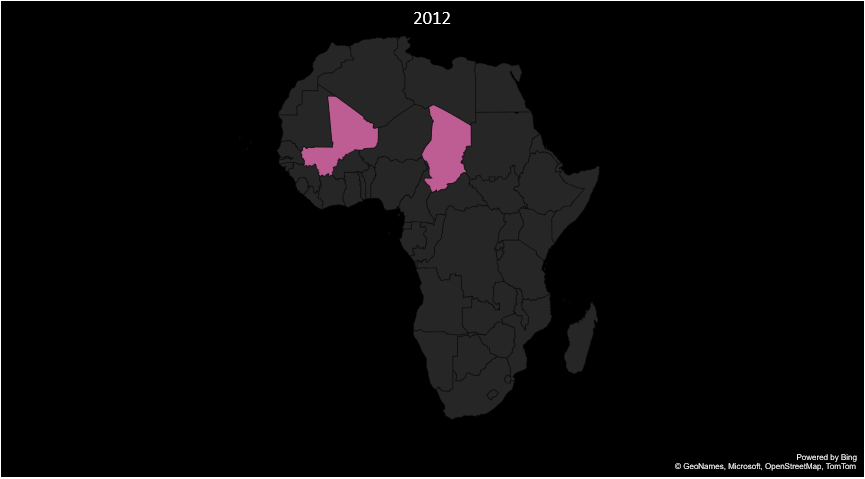 2012
Powered by Bing
© GeoNames, Microsoft, OpenStreetMap, TomTom